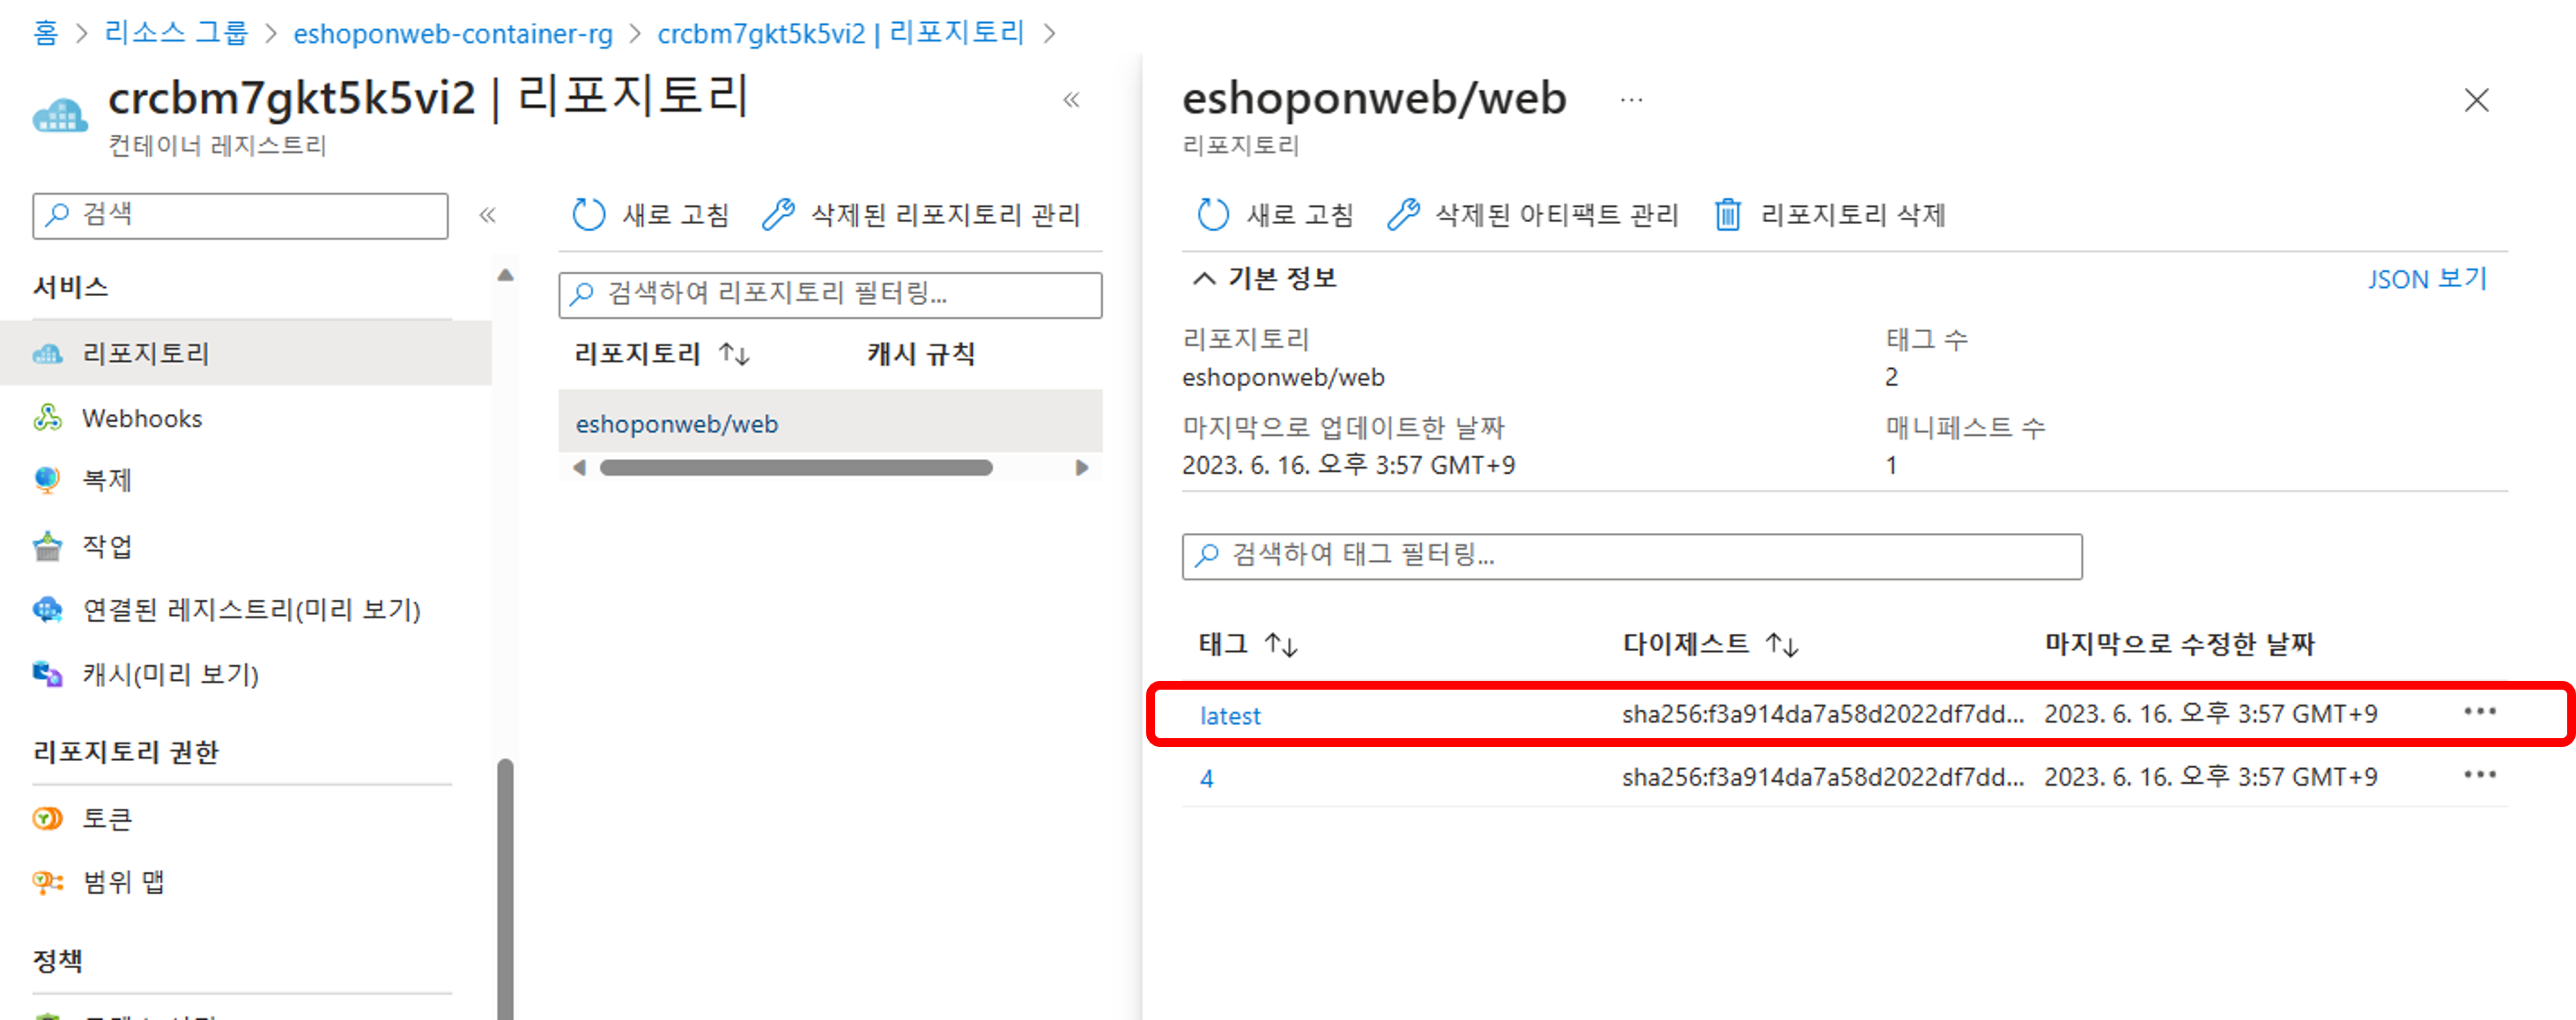 홈 > 리소스 그룹 > eshoponweb-container-rg > crcbm7gkt5k5vi2 | 리포지토리 >
crcbm7gkt5k5vi2 | 리포지토리
컨테이너 레지스트리
검색
서비스
리포지토리
Webhooks
복제
작업
연결된 레지스트리(미리 보기)
캐시(미리 보기)
리포지토리 권한
토큰
범위 맵
정책
새로 고침
삭제된 리포지토리 관리
검색하여 리포지토리 필터링...
리포지토리 캐시 규칙
eshoponweb/web
eshoponweb/web ...
리포지토리
새로 고침 삭제된 아티팩트 관리 리포지토리 삭제
기본 정보 JSON 보기
리포지토리 태그 수
eshoponweb/web 2
마지막으로 업데이트한 날짜 매니페스트 수
2023. 6. 16. 오후 3:57 GMT+9 1
검색하여 태그 필터링...
태그 다이제스트 마지막으로 수정한 날짜
latest sha256:f3a914da7a58d2022df7dd... 2023. 6. 16. 오후 3:57 GMT+9
4 sha256:f3a914da7a58d2022df7dd... 2023. 6. 16. 오후 3:57 GMT+9